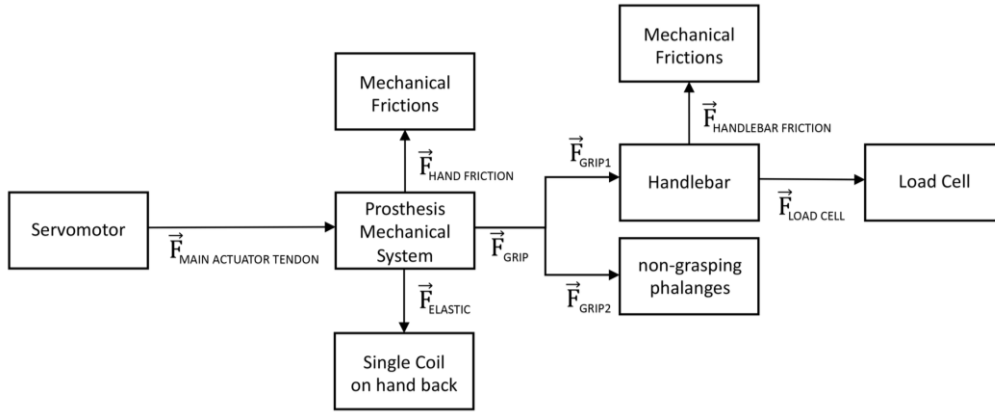 Mechanical
Frictions
Mechanical
Frictions
F⃗HAND FRICTION
F⃗HANDLEBAR FRICTION
F⃗GRIP1
Servomotor
F⃗MAIN ACTUATOR TENDON
Prosthesis
Mechanical
System
F⃗GRIP
Handlebar
F⃗LOAD CELL
Load Cell
F⃗GRIP2
non-grasping
phalanges
F⃗ELASTIC
Single Coil
on hand back